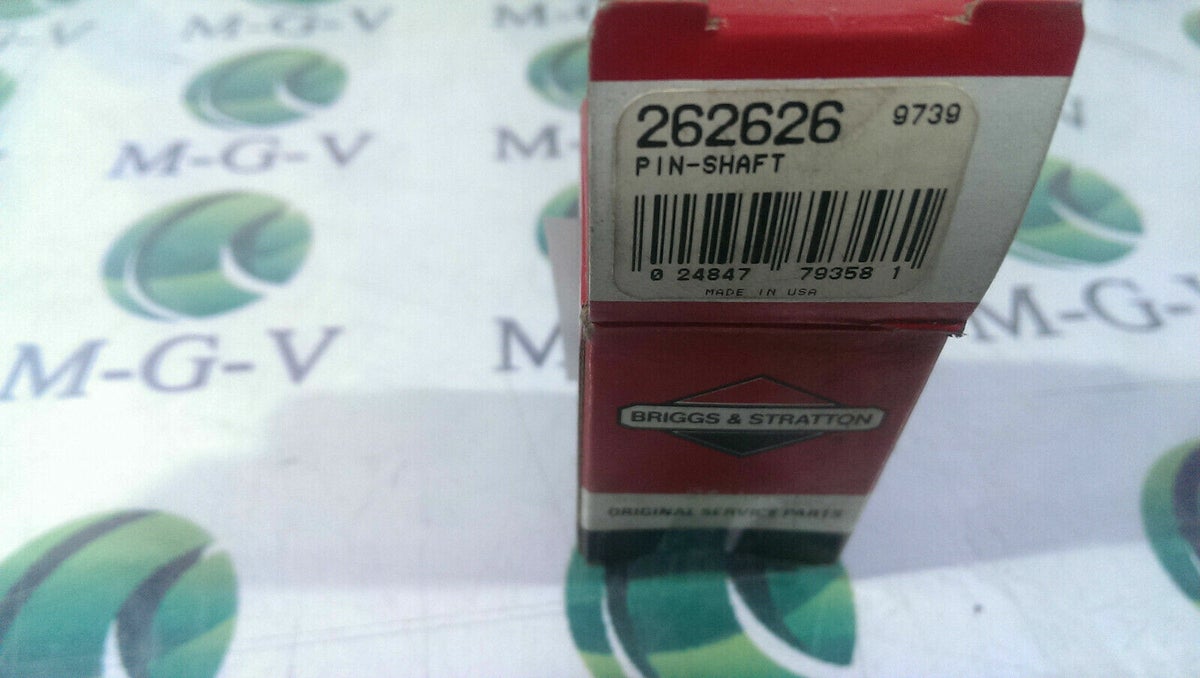 M-G-V
M-G-V
M-G-V
262626 9739
PIN-SHAFT
0 24847 79358 1
MADE IN USA
M-G-V
BRIGGS & STRATTON
ORIGINAL SERVICE PARTS